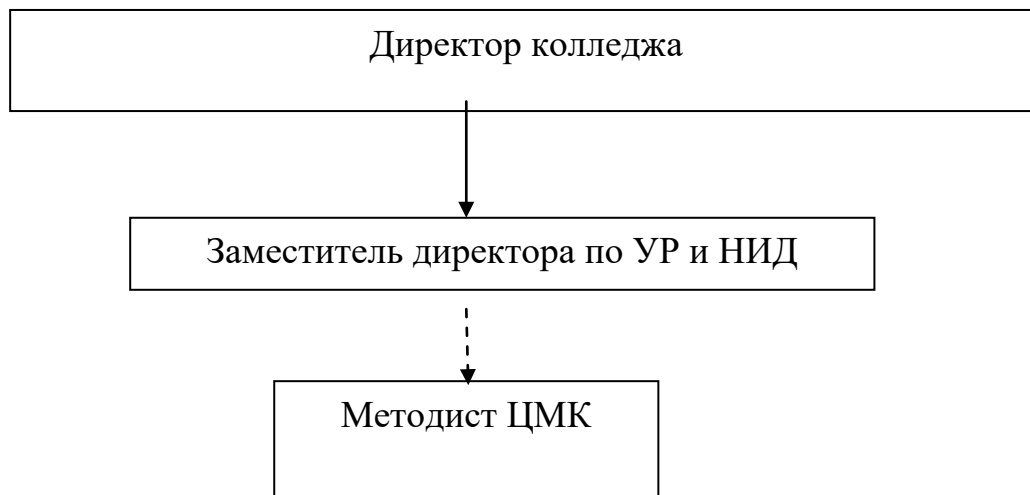 Директор колледжа
Заместитель директора по УР и НИД
Методист ЦМК